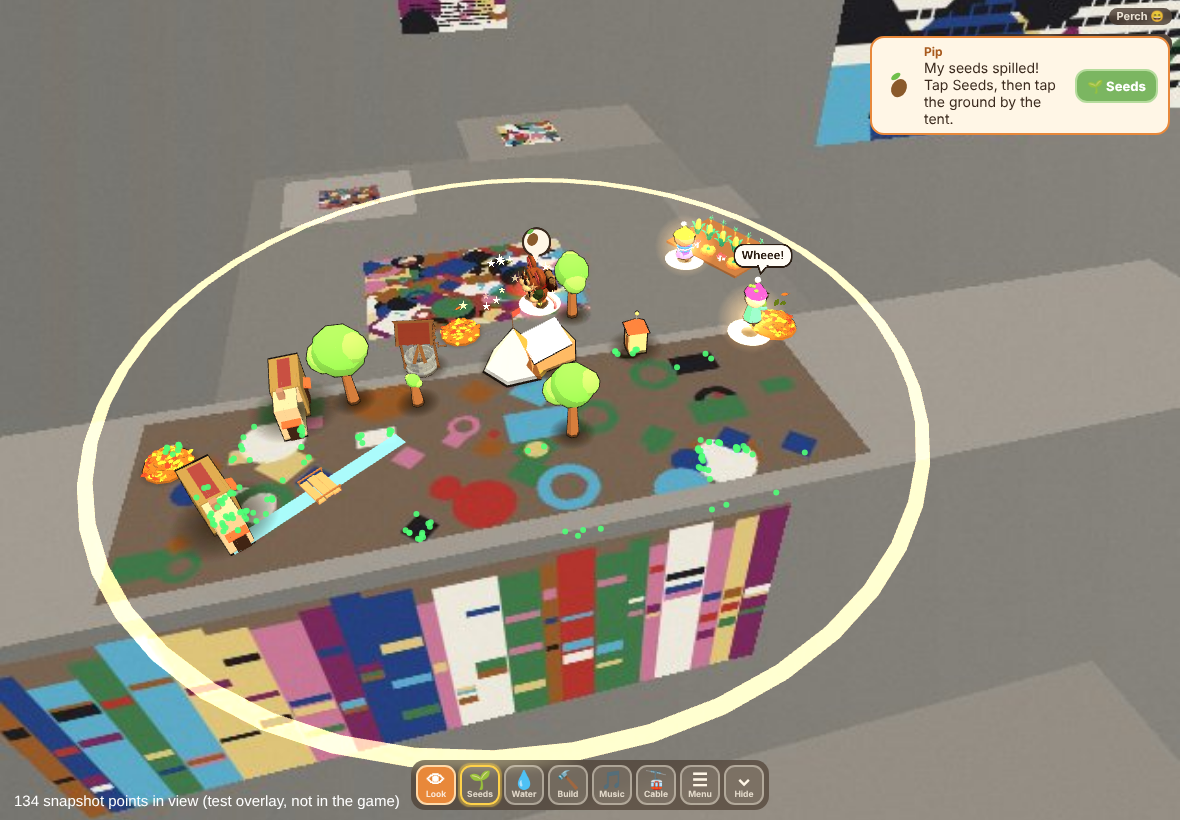 Perch
Pip
My seeds spilled!
Tap Seeds, then tap
the ground by the
tent.
Seeds
Wheee!
Look
Seeds
Water
Build
Music
Cable
Menu
Hide
134 snapshot points in view (test overlay, not in the game)